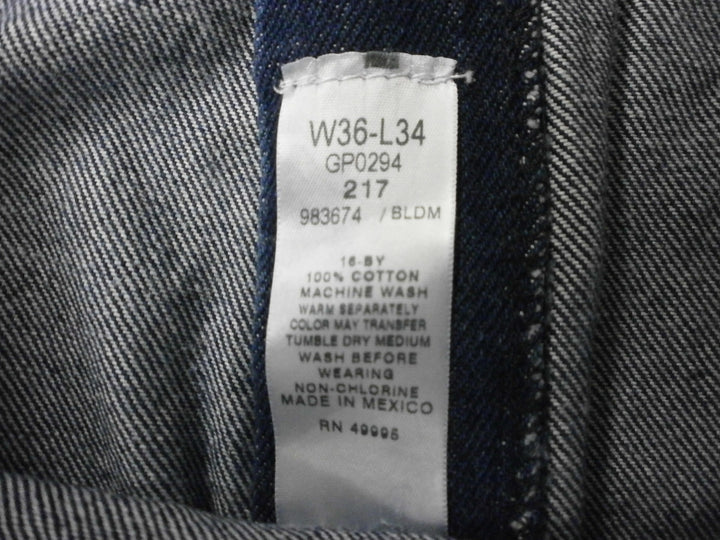 W36-L34
GP0294
217
983674 / BLDM
16-BY
100% COTTON
MACHINE WASH
WARM SEPARATELY
COLOR MAY TRANSFER
TUMBLE DRY MEDIUM
WASH BEFORE
WEARING
NON-CHLORINE
MADE IN MEXICO
RN 49995